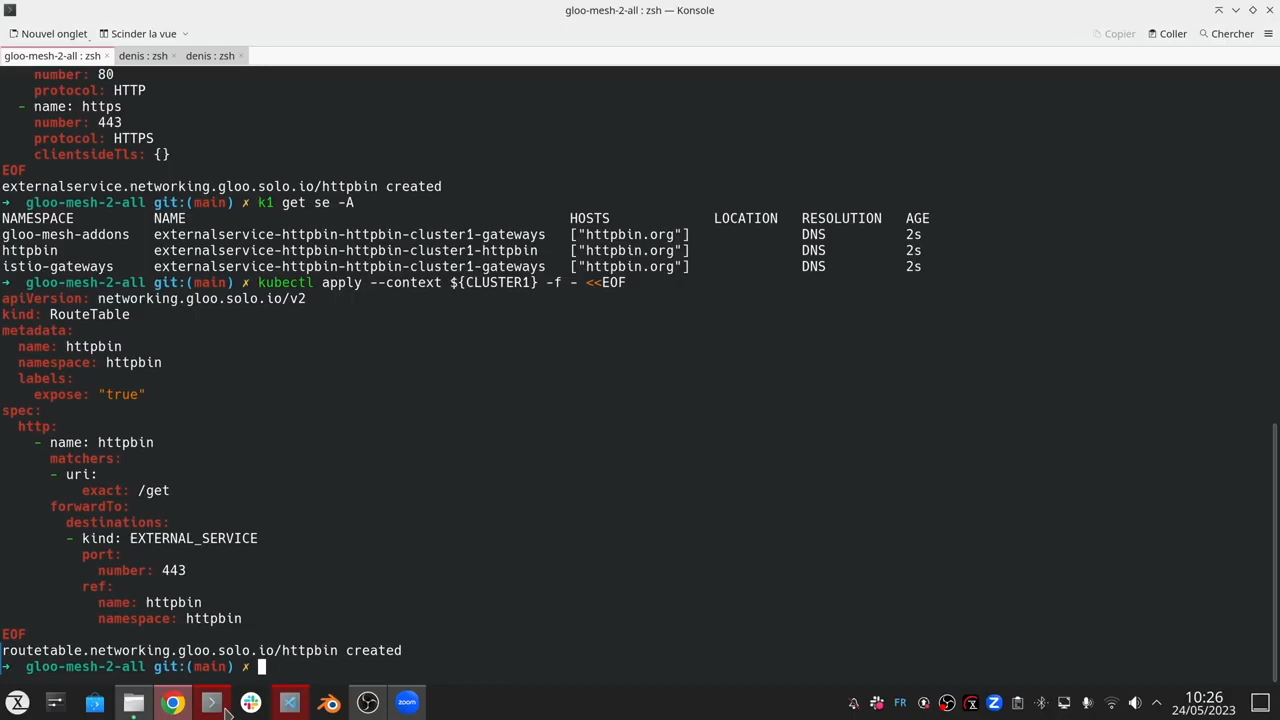 gloo-mesh-2-all : zsh — Konsole
Nouvel onglet Scinder la vue Copier Coller Chercher
gloo-mesh-2-all : zsh denis : zsh denis : zsh
number: 80
protocol: HTTP
- name: https
number: 443
protocol: HTTPS
clientsideTls: {}
EOF
externalservice.networking.gloo.solo.io/httpbin created
➜ gloo-mesh-2-all git:(main) ✗ k1 get se -A
NAMESPACE NAME HOSTS LOCATION RESOLUTION AGE
gloo-mesh-addons externalservice-httpbin-httpbin-cluster1-gateways ["httpbin.org"] DNS 2s
httpbin externalservice-httpbin-httpbin-cluster1-httpbin ["httpbin.org"] DNS 2s
istio-gateways externalservice-httpbin-httpbin-cluster1-gateways ["httpbin.org"] DNS 2s
➜ gloo-mesh-2-all git:(main) ✗ kubectl apply --context ${CLUSTER1} -f - <<EOF
apiVersion: networking.gloo.solo.io/v2
kind: RouteTable
metadata:
name: httpbin
namespace: httpbin
labels:
expose: "true"
spec:
http:
- name: httpbin
matchers:
- uri:
exact: /get
forwardTo:
destinations:
- kind: EXTERNAL_SERVICE
port:
number: 443
ref:
name: httpbin
namespace: httpbin
EOF
routetable.networking.gloo.solo.io/httpbin created
➜ gloo-mesh-2-all git:(main) ✗
zoom FR 10:26
24/05/2023